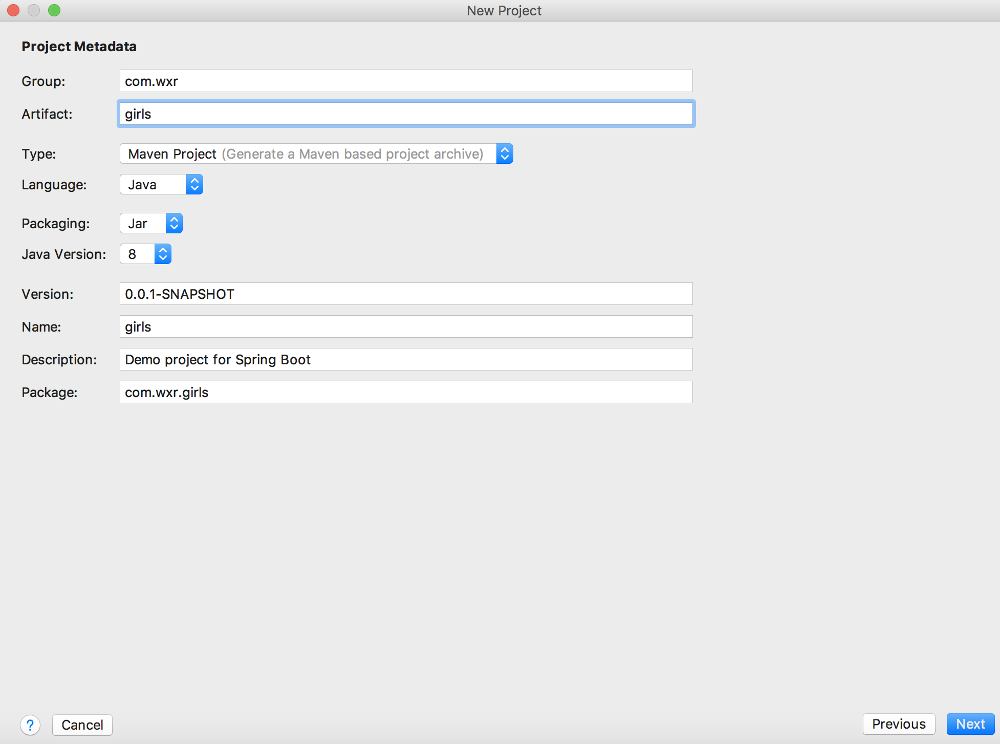 New Project
Project Metadata
Group: com.wxr
Artifact: girls
Type: Maven Project (Generate a Maven based project archive)
Language: Java
Packaging: Jar
Java Version: 8
Version: 0.0.1-SNAPSHOT
Name: girls
Description: Demo project for Spring Boot
Package: com.wxr.girls
? Cancel Previous Next